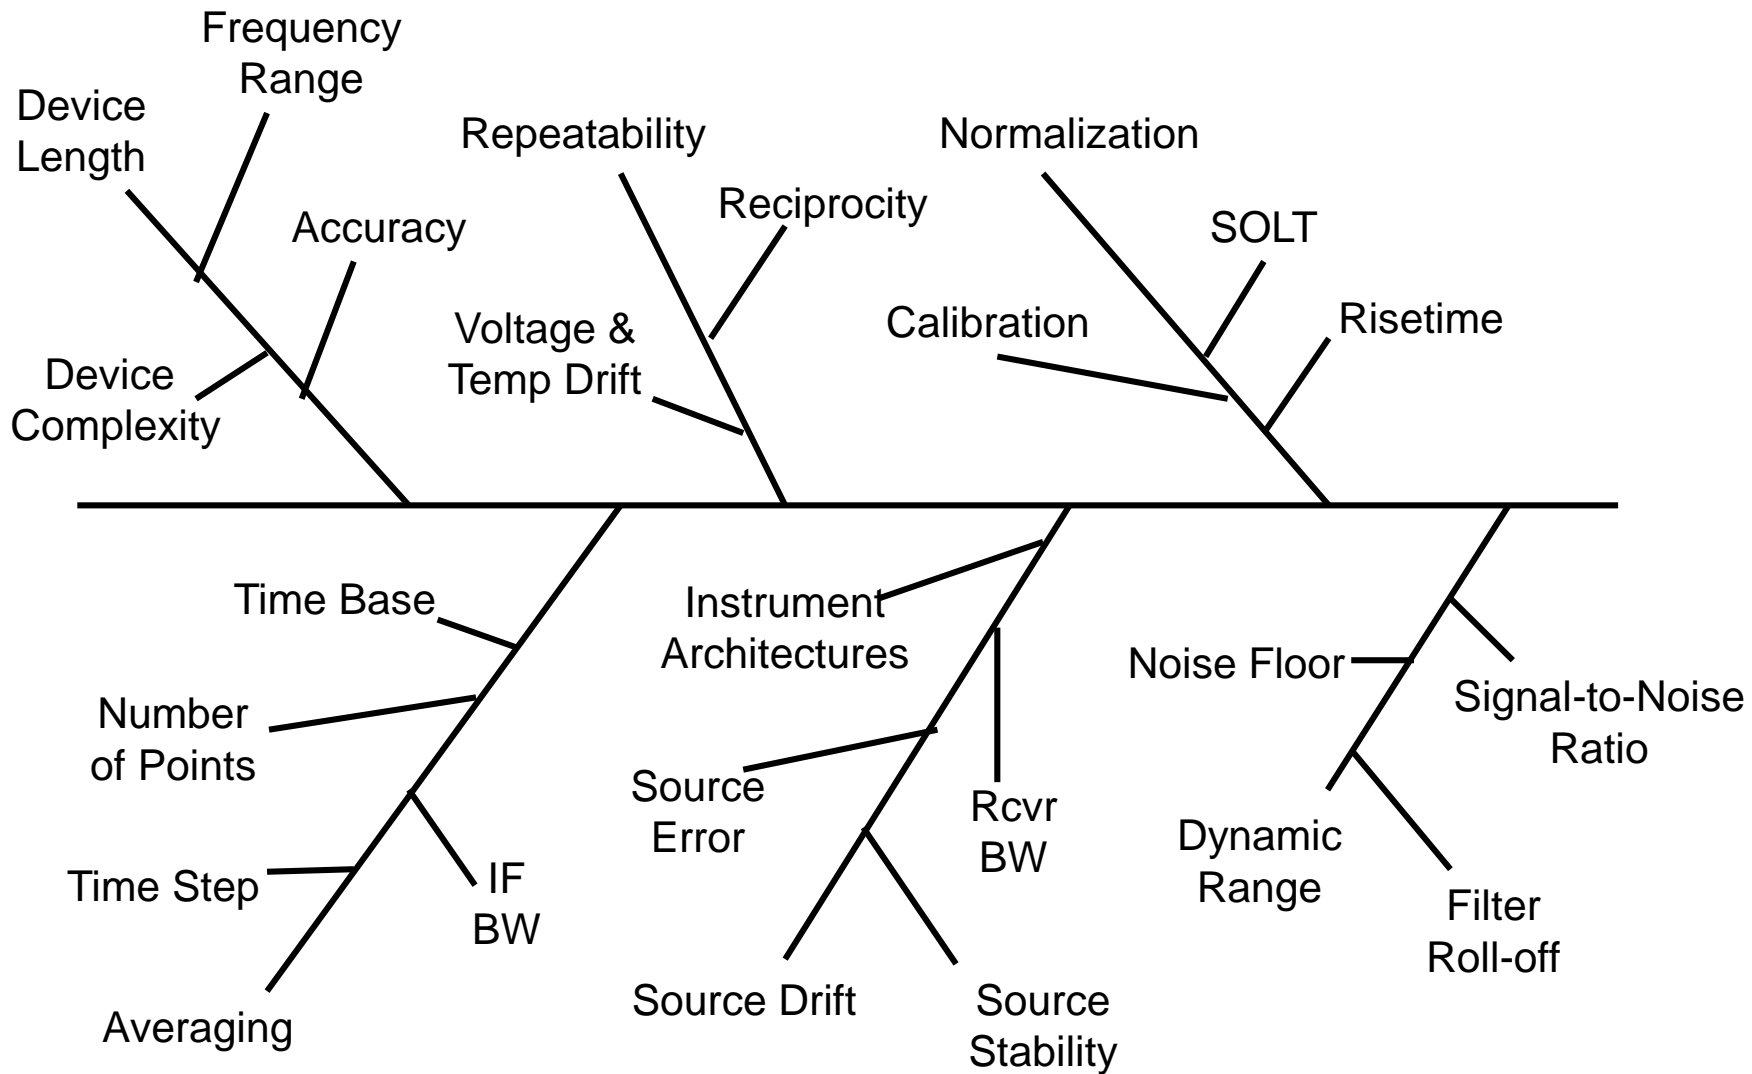 Frequency
Range
Device
Length
Repeatability
Normalization
Reciprocity
Accuracy
SOLT
Voltage &
Temp Drift
Calibration
Risetime
Device
Complexity
Time Base
Instrument
Architectures
Noise Floor
Signal-to-Noise
Ratio
Number
of Points
Source
Error
Rcvr
BW
Dynamic
Range
Time Step
IF
BW
Filter
Roll-off
Averaging
Source Drift
Source
Stability